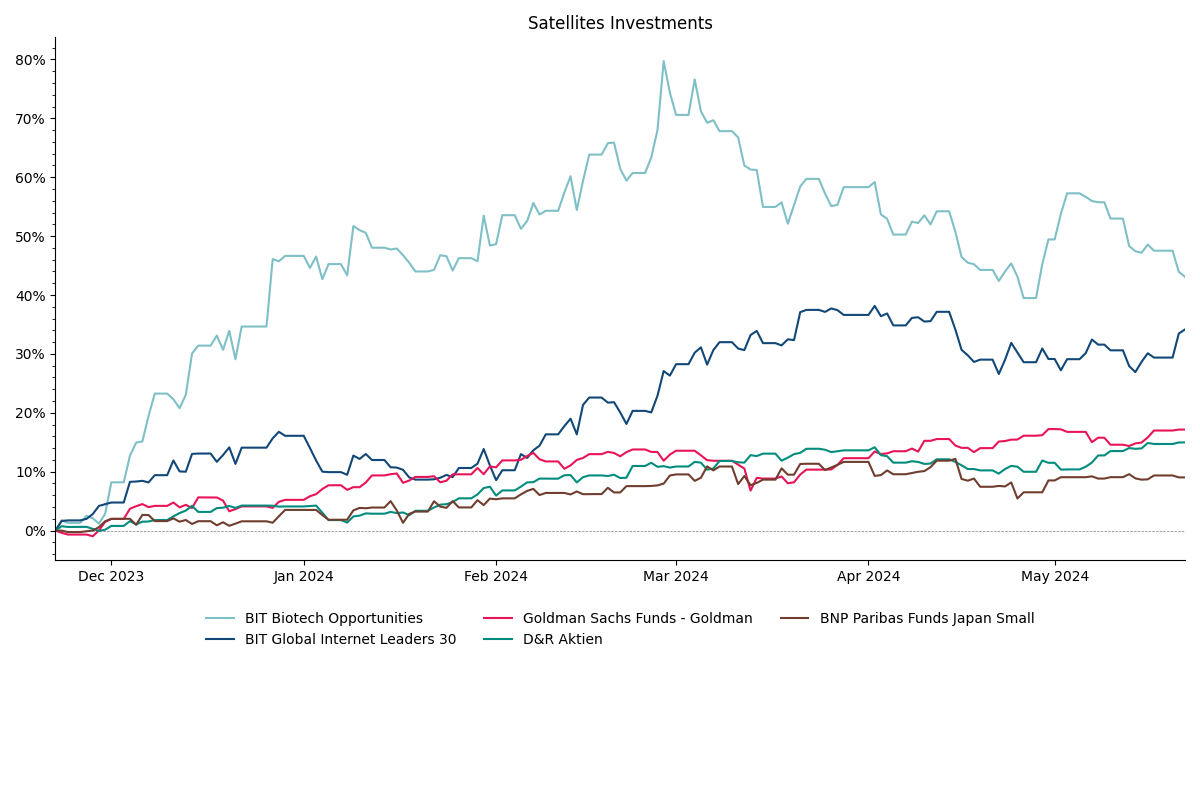 Satellites Investments
80%
70%
60%
50%
40%
30%
20%
10%
0%
Dec 2023 Jan 2024 Feb 2024 Mar 2024 Apr 2024 May 2024
BIT Biotech Opportunities Goldman Sachs Funds - Goldman BNP Paribas Funds Japan Small
BIT Global Internet Leaders 30 D&R Aktien